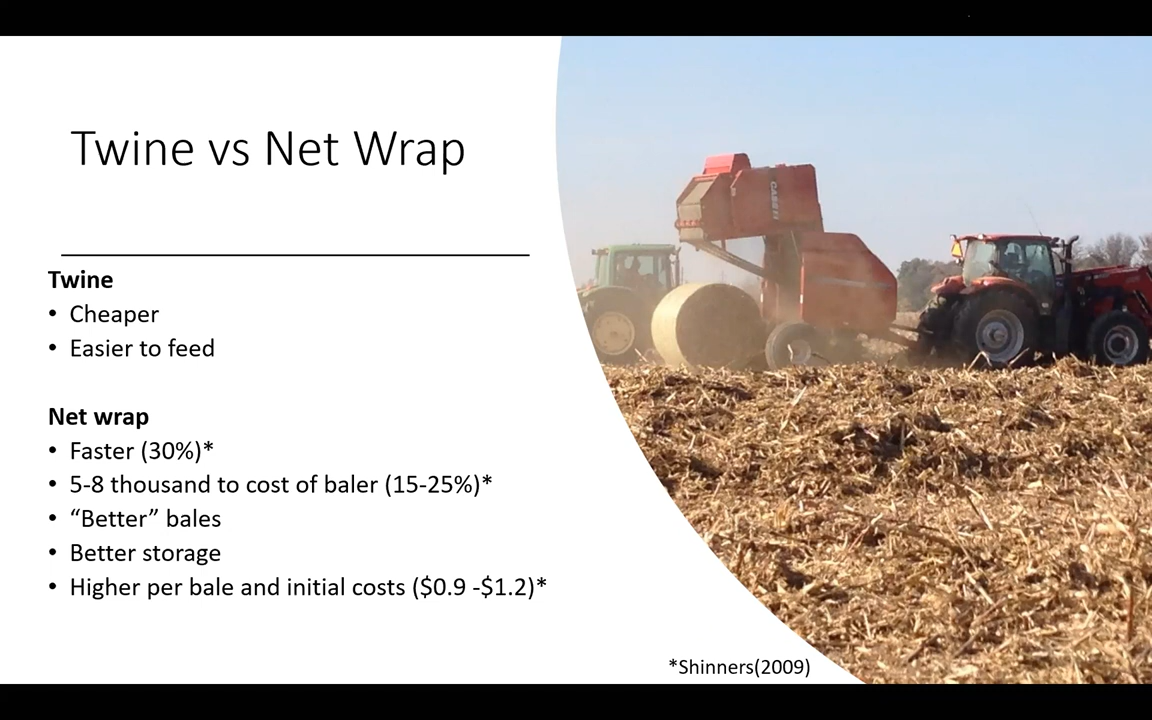 Twine vs Net Wrap
Twine
• Cheaper
• Easier to feed
Net wrap
• Faster (30%)*
• 5-8 thousand to cost of baler (15-25%)*
• “Better” bales
• Better storage
• Higher per bale and initial costs ($0.9 -$1.2)*
*Shinners(2009)
CASE IH